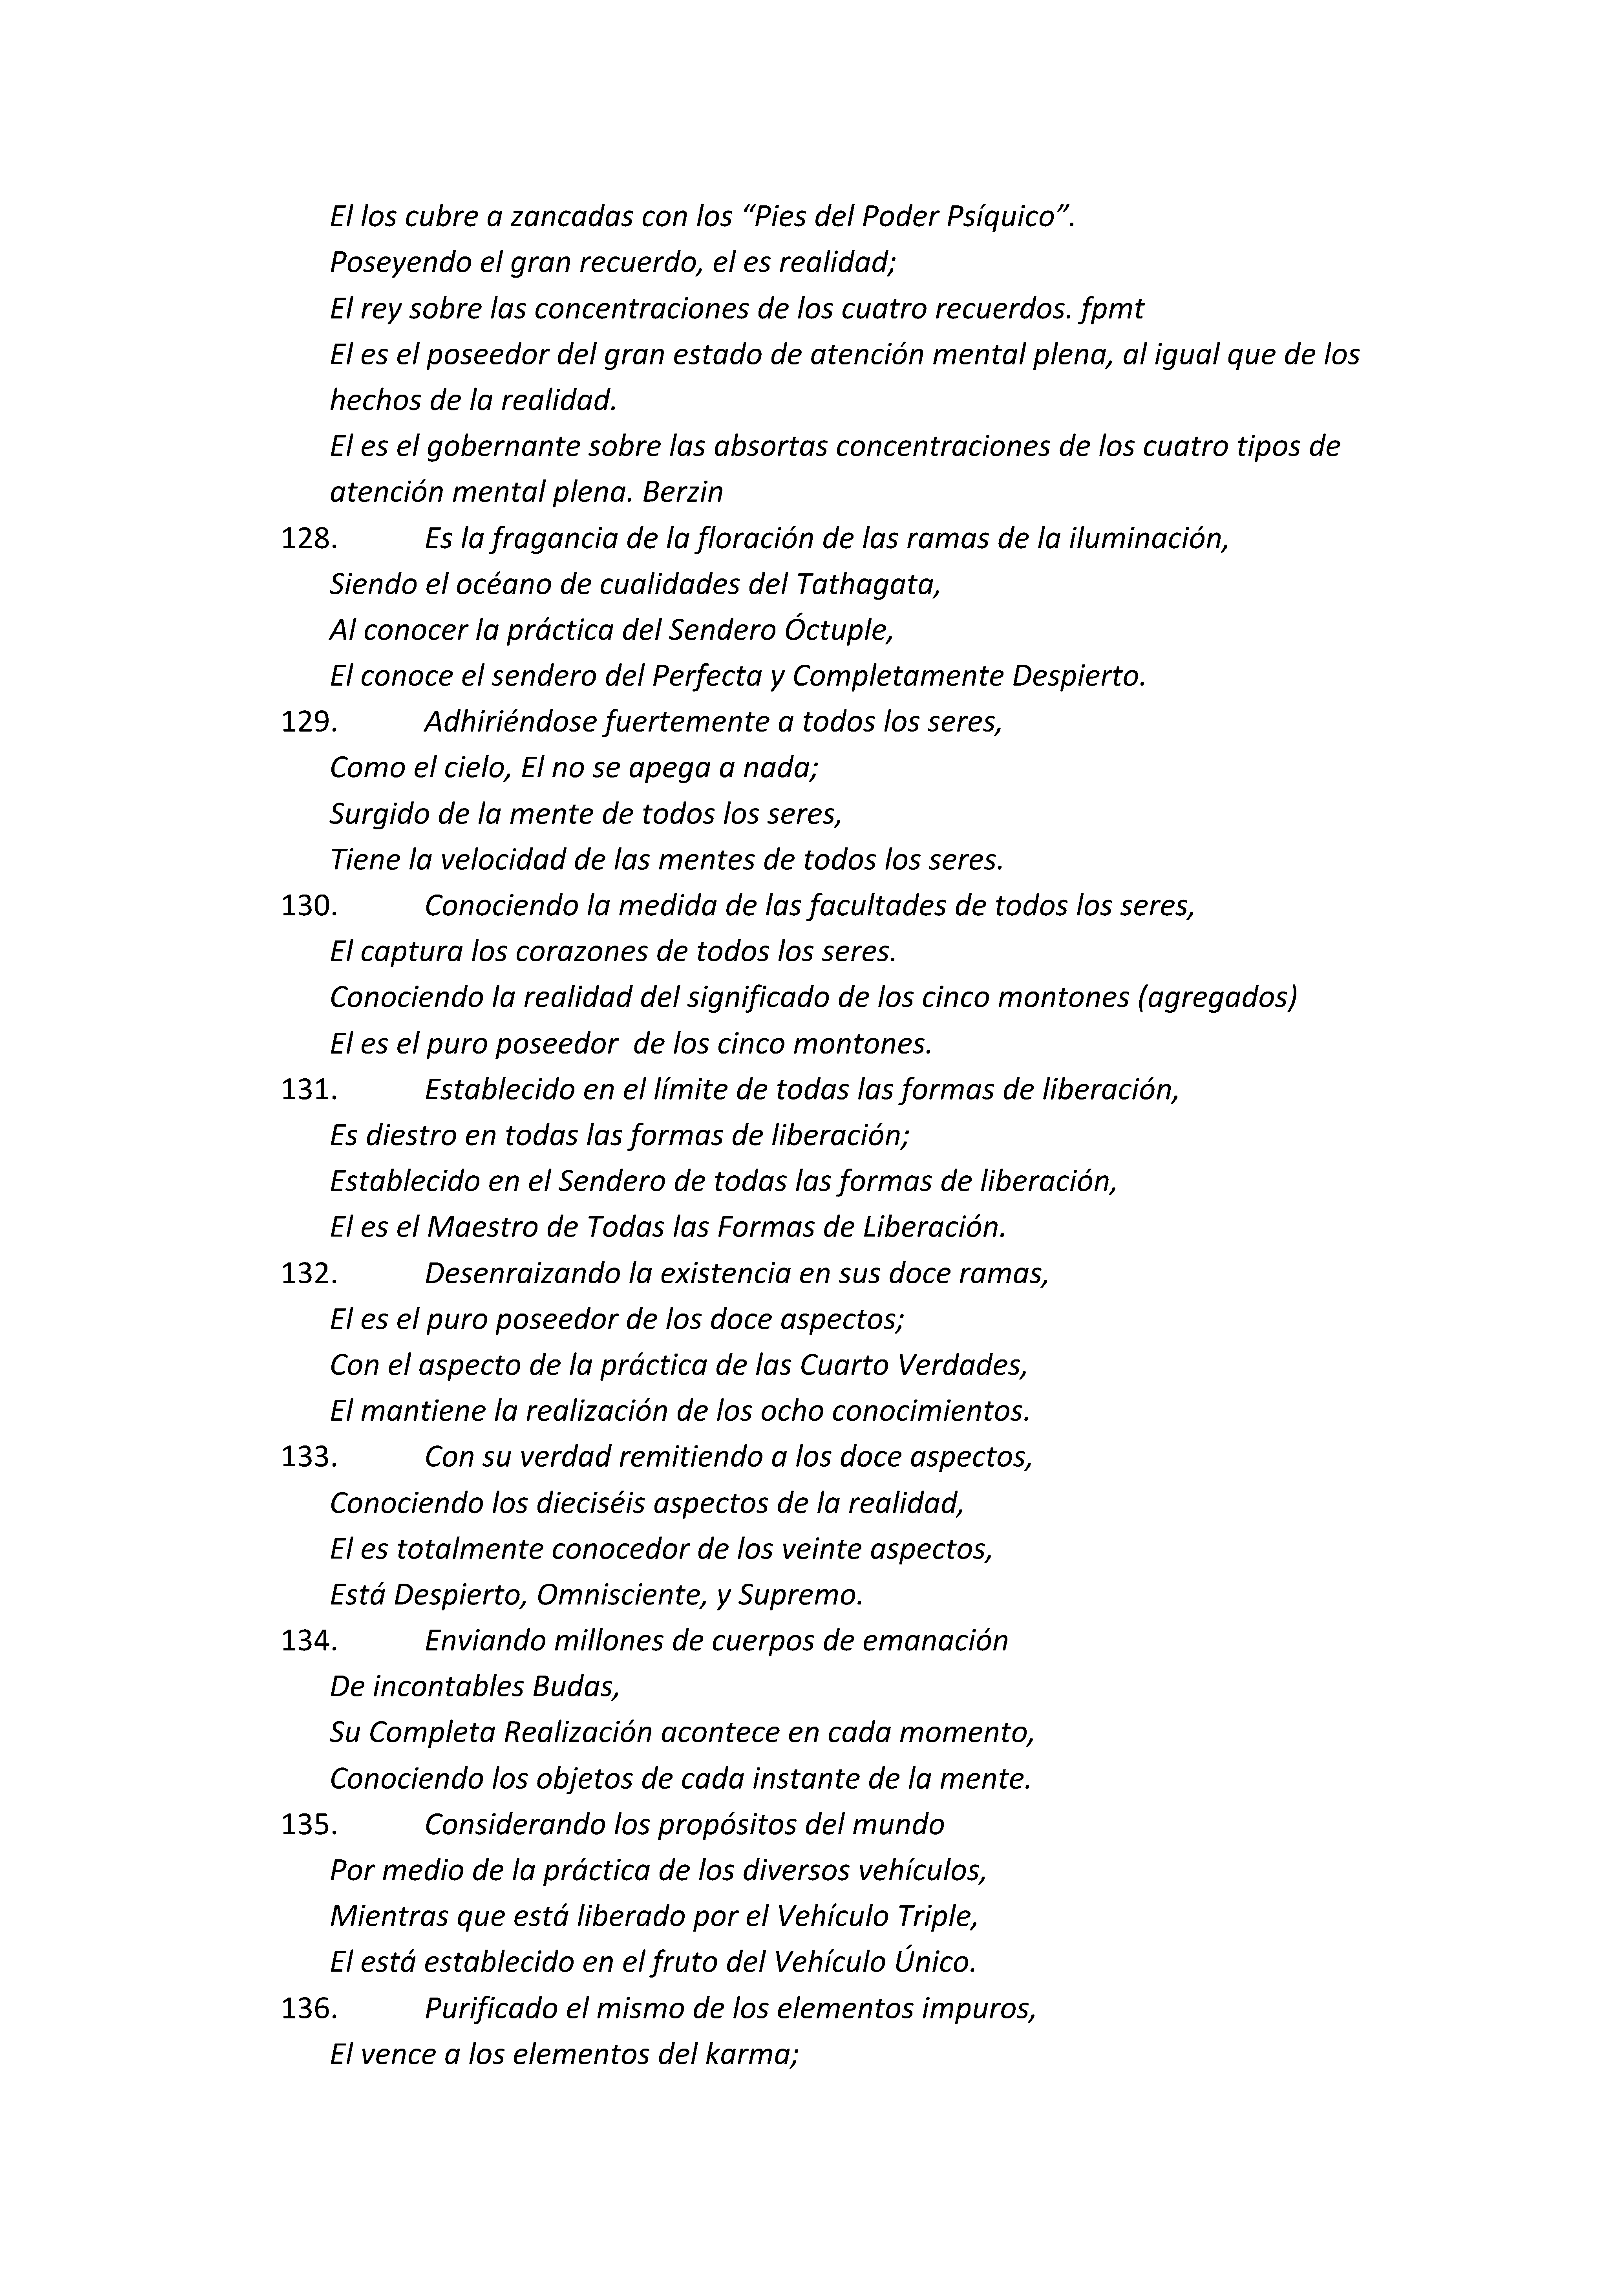 El los cubre a zancadas con los “Pies del Poder Psíquico”.
Poseyendo el gran recuerdo, el es realidad;
El rey sobre las concentraciones de los cuatro recuerdos. fpmt
El es el poseedor del gran estado de atención mental plena, al igual que de los
hechos de la realidad.
El es el gobernante sobre las absortas concentraciones de los cuatro tipos de
atención mental plena. Berzin
128. Es la fragancia de la floración de las ramas de la iluminación,
Siendo el océano de cualidades del Tathagata,
Al conocer la práctica del Sendero Óctuple,
El conoce el sendero del Perfecta y Completamente Despierto.
129. Adhiriéndose fuertemente a todos los seres,
Como el cielo, El no se apega a nada;
Surgido de la mente de todos los seres,
Tiene la velocidad de las mentes de todos los seres.
130. Conociendo la medida de las facultades de todos los seres,
El captura los corazones de todos los seres.
Conociendo la realidad del significado de los cinco montones (agregados)
El es el puro poseedor  de los cinco montones.
131. Establecido en el límite de todas las formas de liberación,
Es diestro en todas las formas de liberación;
Establecido en el Sendero de todas las formas de liberación,
El es el Maestro de Todas las Formas de Liberación.
132. Desenraizando la existencia en sus doce ramas,
El es el puro poseedor de los doce aspectos;
Con el aspecto de la práctica de las Cuarto Verdades,
El mantiene la realización de los ocho conocimientos.
133. Con su verdad remitiendo a los doce aspectos,
Conociendo los dieciséis aspectos de la realidad,
El es totalmente conocedor de los veinte aspectos,
Está Despierto, Omnisciente, y Supremo.
134. Enviando millones de cuerpos de emanación
De incontables Budas,
Su Completa Realización acontece en cada momento,
Conociendo los objetos de cada instante de la mente.
135. Considerando los propósitos del mundo
Por medio de la práctica de los diversos vehículos,
Mientras que está liberado por el Vehículo Triple,
El está establecido en el fruto del Vehículo Único.
136. Purificado el mismo de los elementos impuros,
El vence a los elementos del karma;